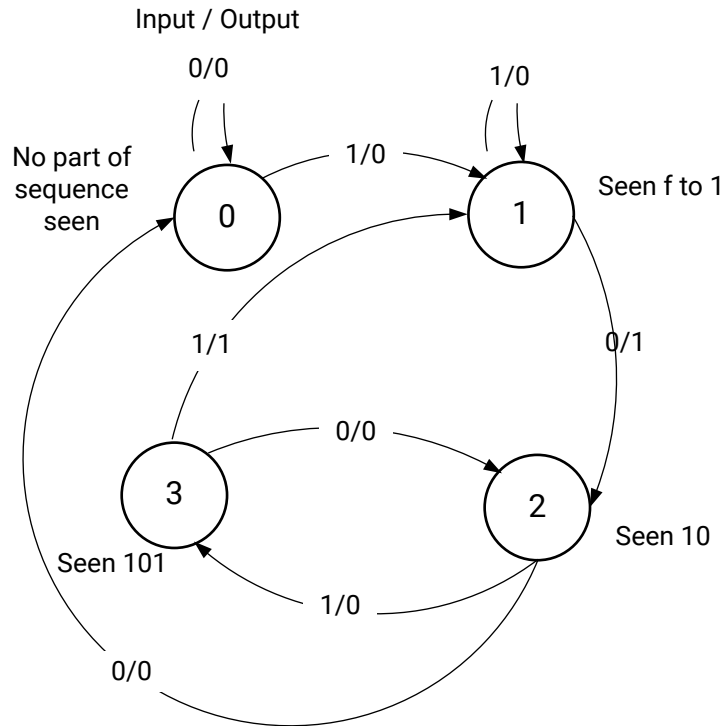 Input / Output
0/0
1/0
No part of
sequence
seen
0
1/0
1
Seen f to 1
1/1
0/1
0/0
3
2
Seen 10
Seen 101
1/0
0/0